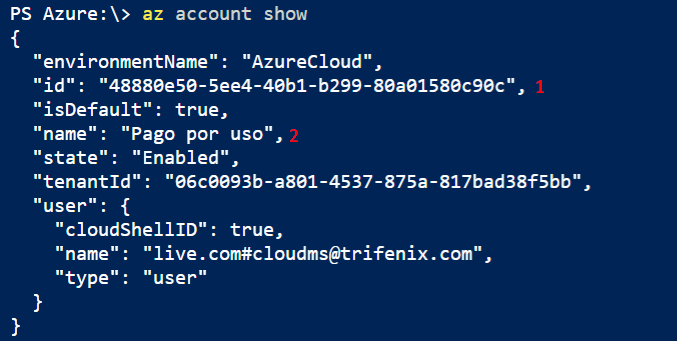 PS Azure:\> az account show
{
  "environmentName": "AzureCloud",
  "id": "48880e50-5ee4-40b1-b299-80a01580c90c", 1
  "isDefault": true,
  "name": "Pago por uso", 2
  "state": "Enabled",
  "tenantId": "06c0093b-a801-4537-875a-817bad38f5bb",
  "user": {
    "cloudShellID": true,
    "name": "live.com#cloudms@trifenix.com",
    "type": "user"
  }
}